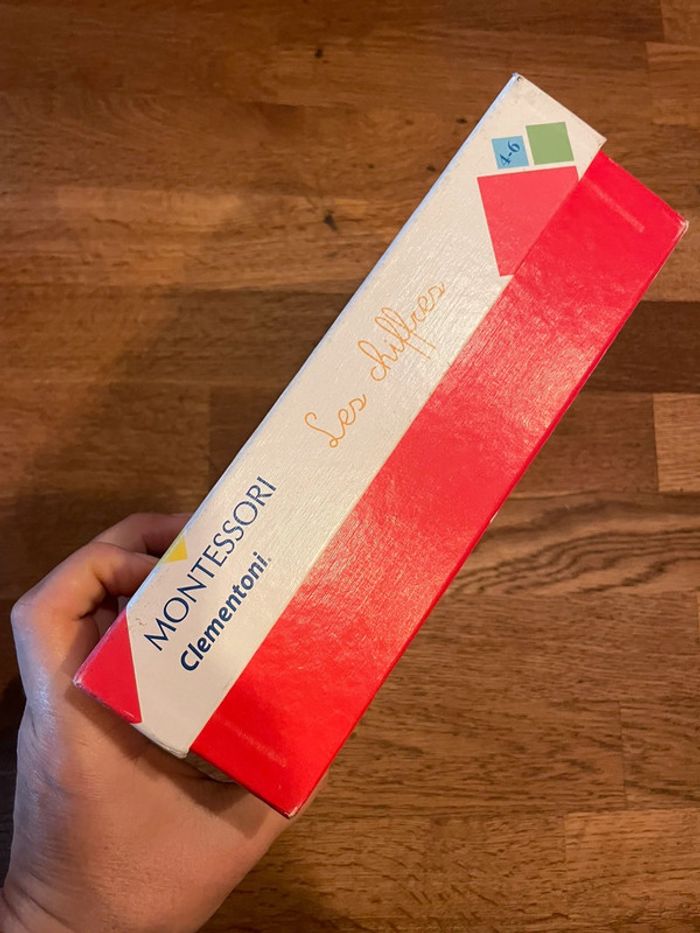 MONTESSORI
Clementoni®
Les chiffres
4-6